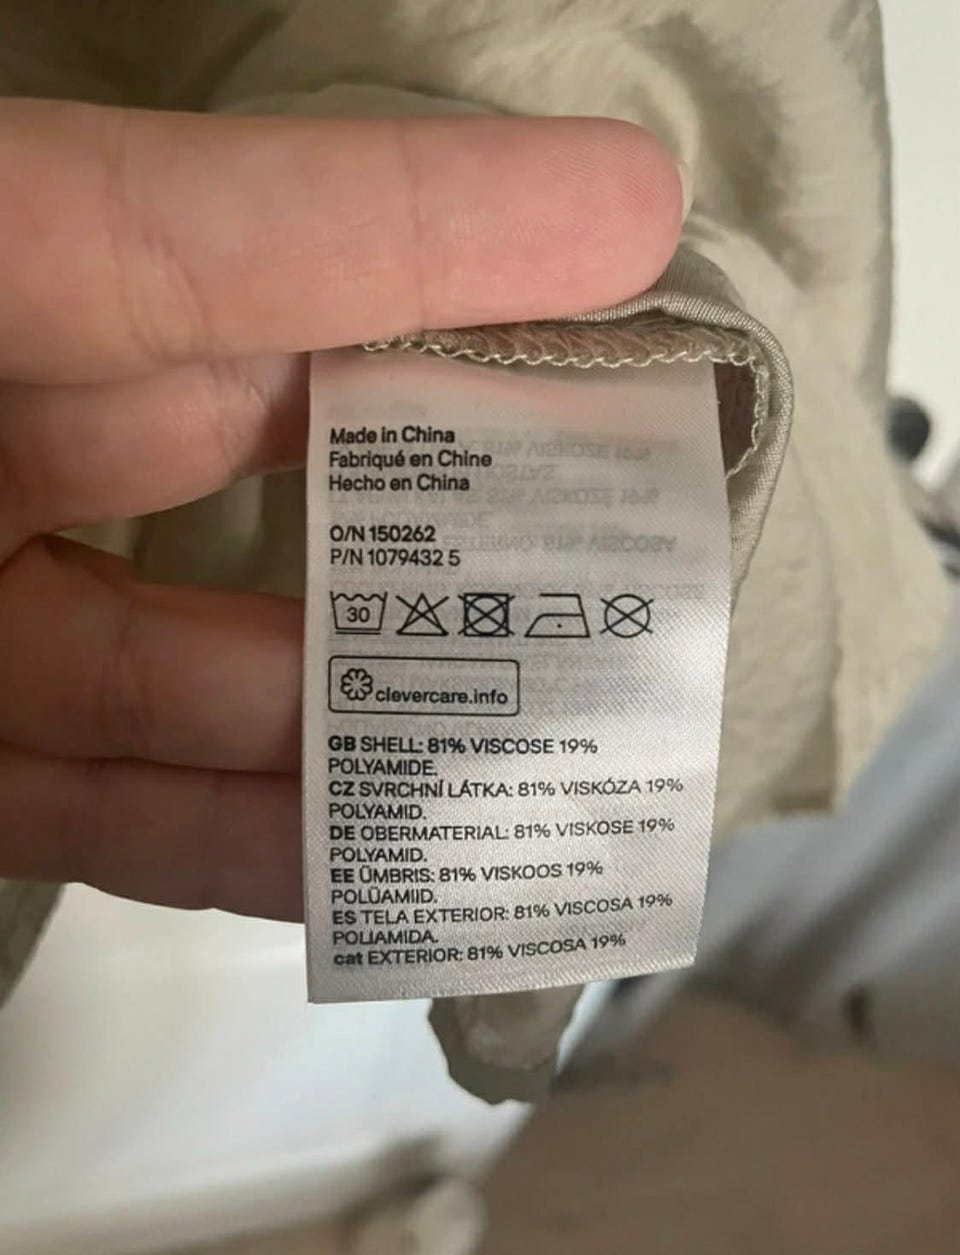 Made in China
Fabriqué en Chine
Hecho en China
O/N 150262
P/N 1079432 5
30
clevercare.info
GB SHELL: 81% VISCOSE 19%
POLYAMIDE.
CZ SVRCHNÍ LÁTKA: 81% VISKÓZA 19%
POLYAMID.
DE OBERMATERIAL: 81% VISKOSE 19%
POLYAMID.
EE ÜMBRIS: 81% VISKOOS 19%
POLÜAMIID.
ES TELA EXTERIOR: 81% VISCOSA 19%
POLIAMIDA.
cat EXTERIOR: 81% VISCOSA 19%